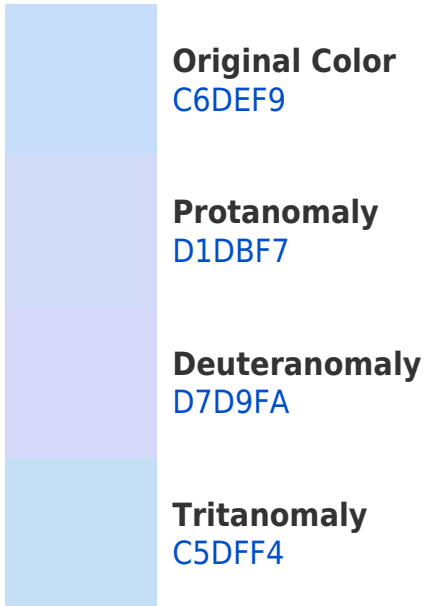 Original Color
C6DEF9
Protanomaly
D1DBF7
Deuteranomaly
D7D9FA
Tritanomaly
C5DFF4